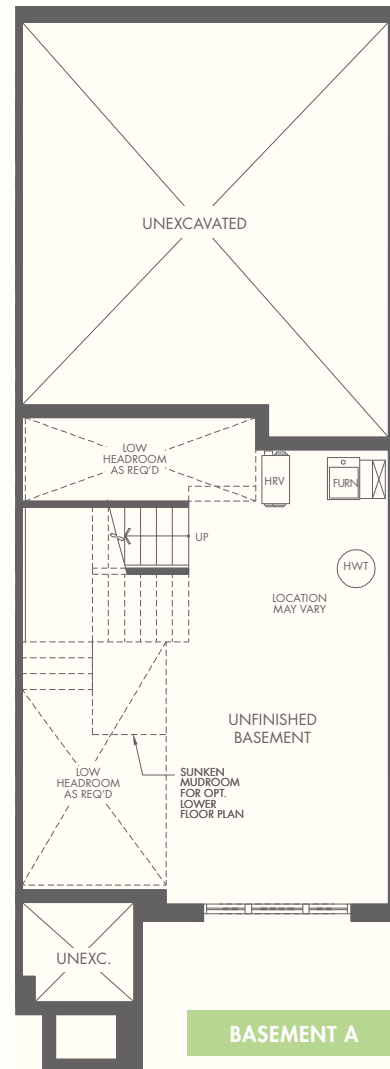 UNEXCAVATED
LOW
HEADROOM
AS REQ'D
HRV
FURN
UP
HWT
LOCATION
MAY VARY
UNFINISHED
BASEMENT
LOW
HEADROOM
AS REQ'D
SUNKEN
MUDROOM
FOR OPT.
LOWER
FLOOR PLAN
UNEXC.
BASEMENT A